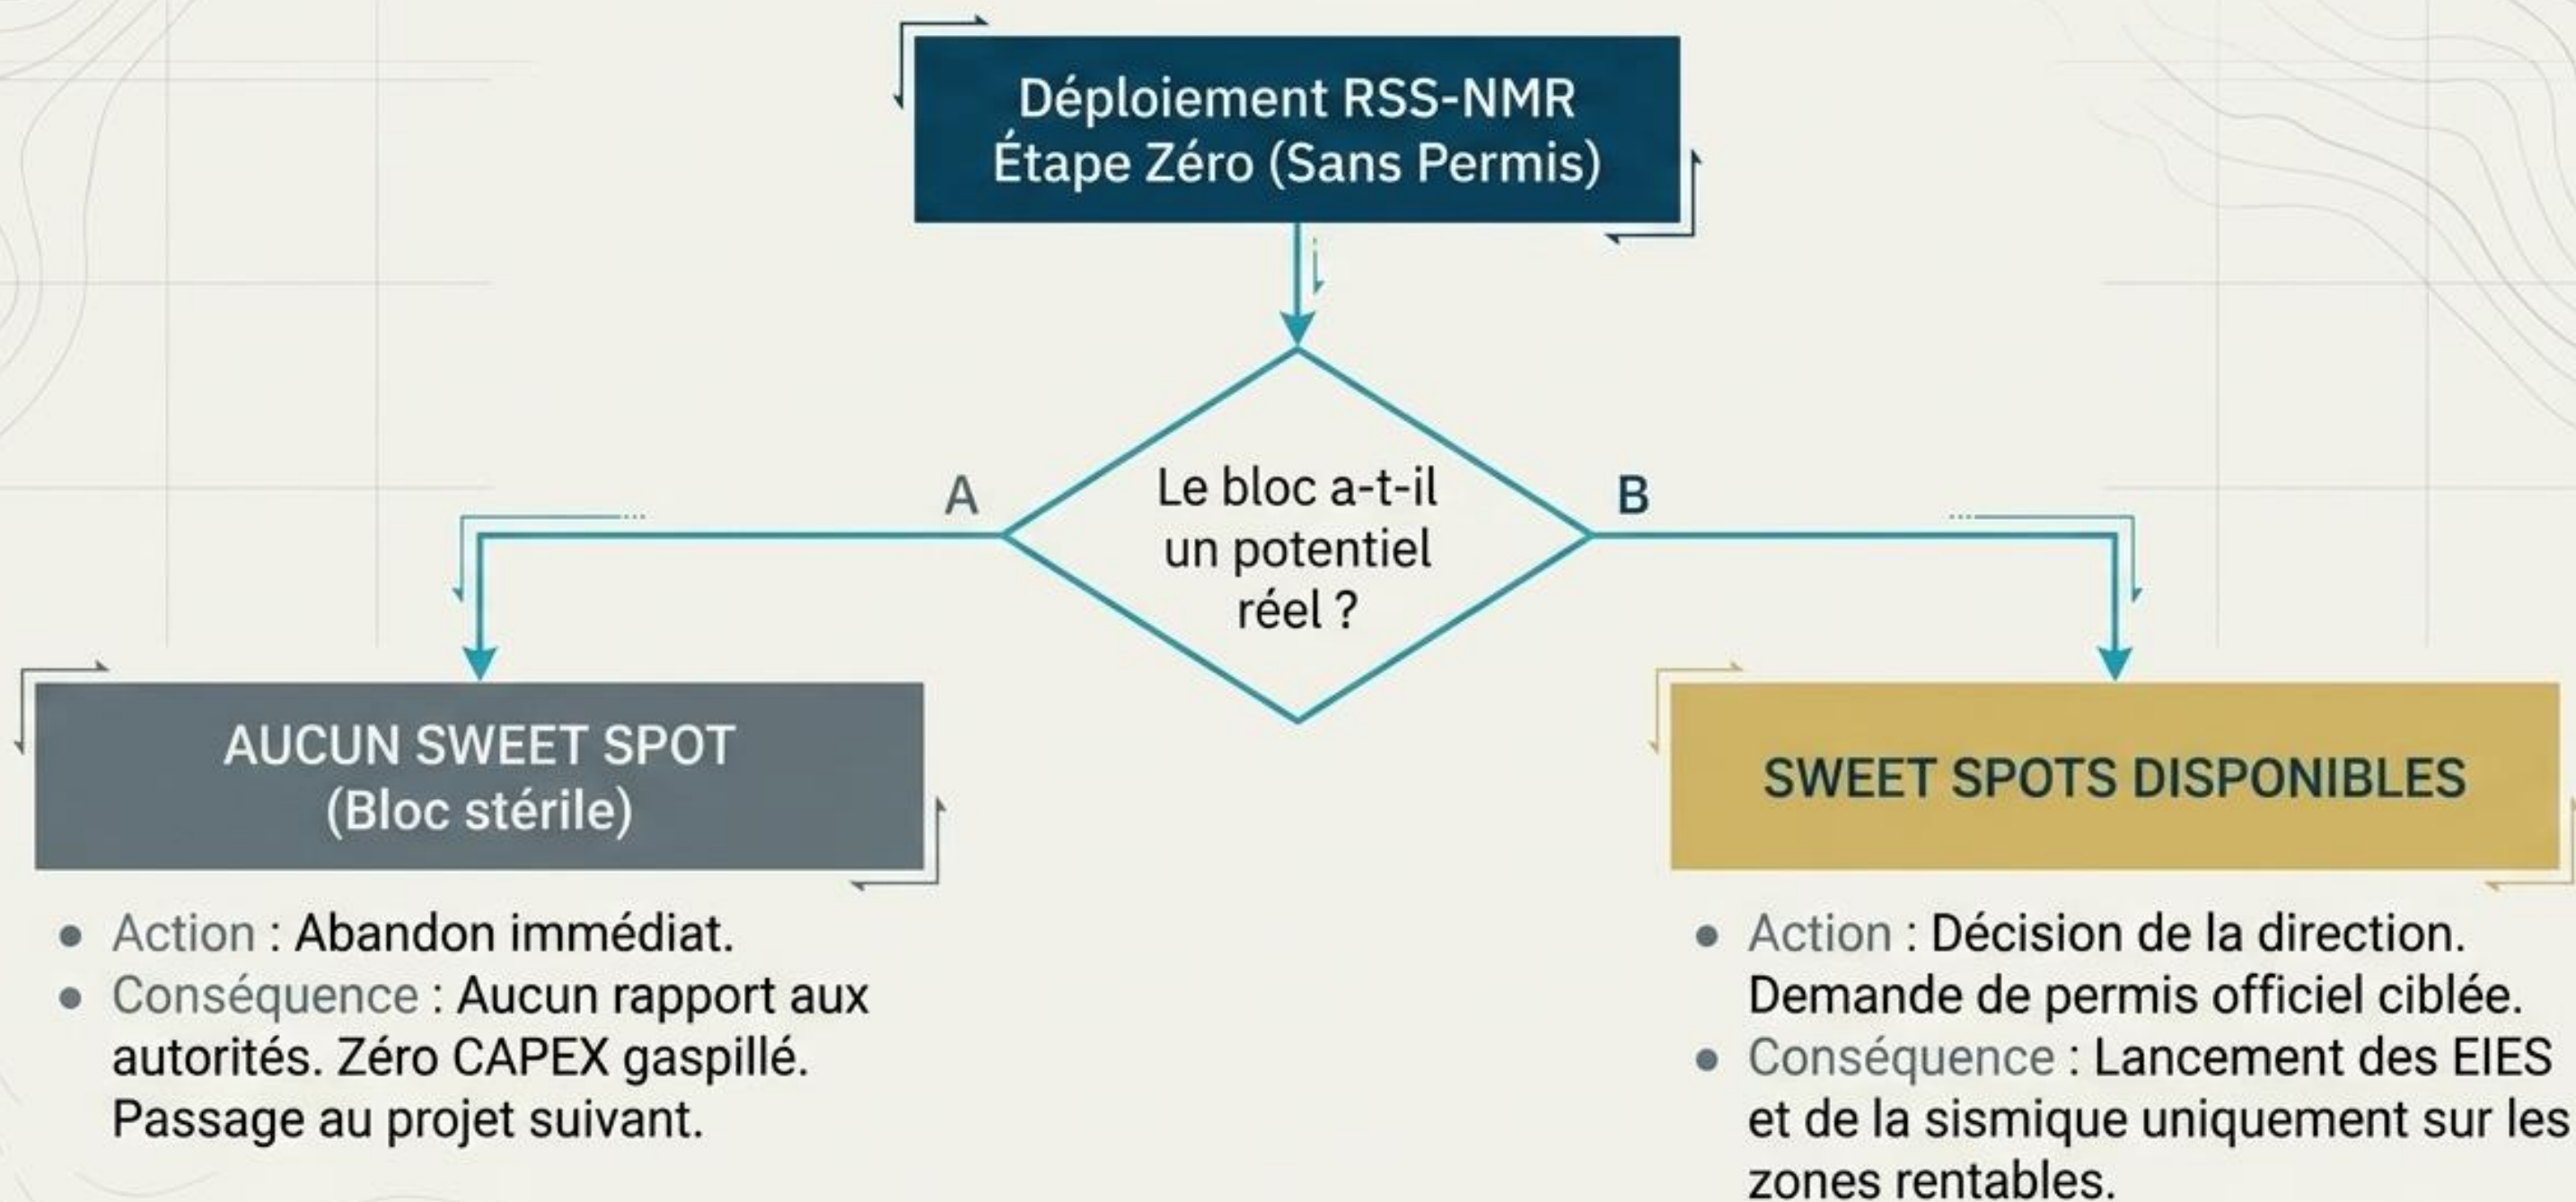 Déploiement RSS-NMR
Étape Zéro (Sans Permis)
Le bloc a-t-il
un potentiel
réel ?
A
B
AUCUN SWEET SPOT
(Bloc stérile)
• Action : Abandon immédiat.
• Conséquence : Aucun rapport aux
autorités. Zéro CAPEX gaspillé.
Passage au projet suivant.
SWEET SPOTS DISPONIBLES
• Action : Décision de la direction.
Demande de permis officiel ciblée.
• Conséquence : Lancement des EIES
et de la sismique uniquement sur les
zones rentables.